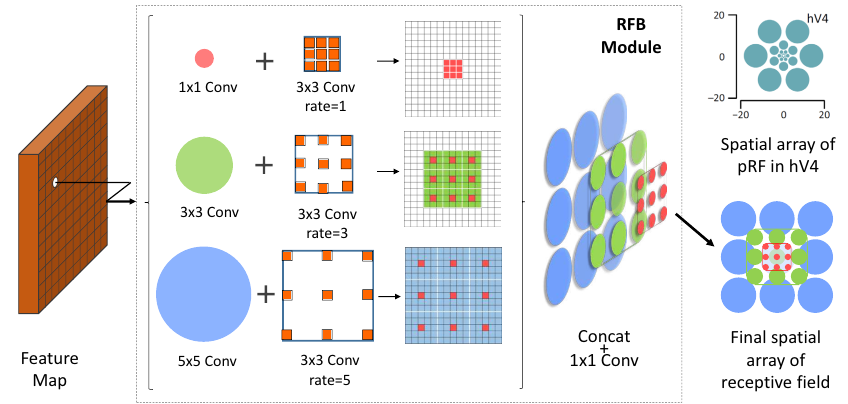 Feature
Map
1x1 Conv
+
3x3 Conv
rate=1
3x3 Conv
+
3x3 Conv
rate=3
5x5 Conv
+
3x3 Conv
rate=5
RFB
Module
Concat
+
1x1 Conv
hV4
20
0
−20
−20
0
20
Spatial array of
pRF in hV4
Final spatial
array of
receptive field